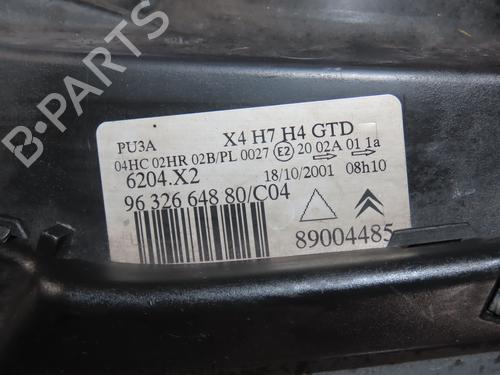 B-PARTS
PU3A X4 H7 H4 GTD
04HC 02HR 02B/PL 0027 E2 20 02A 01 1a
6204.X2 18/10/2001 08h10
96 326 648 80/C04
89004485